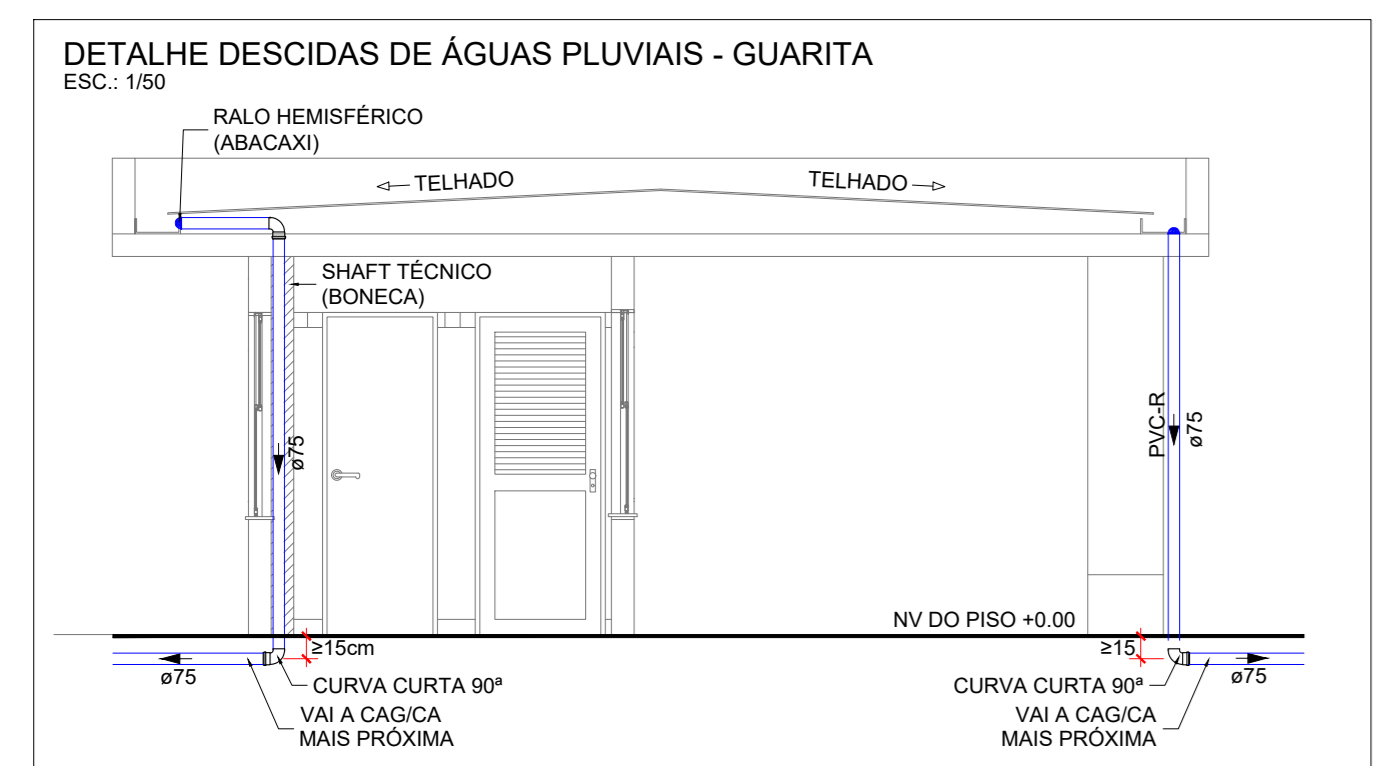 DETALHE DESCIDAS DE ÁGUAS PLUVIAIS - GUARITA
ESC.: 1/50
RALO HEMISFÉRICO
(ABACAXI)
TELHADO
TELHADO
SHAFT TÉCNICO
(BONECA)
ø75
PVC-R
ø75
NV DO PISO +0.00
≥15cm
≥15
ø75
CURVA CURTA 90ª
VAI A CAG/CA
MAIS PRÓXIMA
CURVA CURTA 90ª
ø75
VAI A CAG/CA
MAIS PRÓXIMA